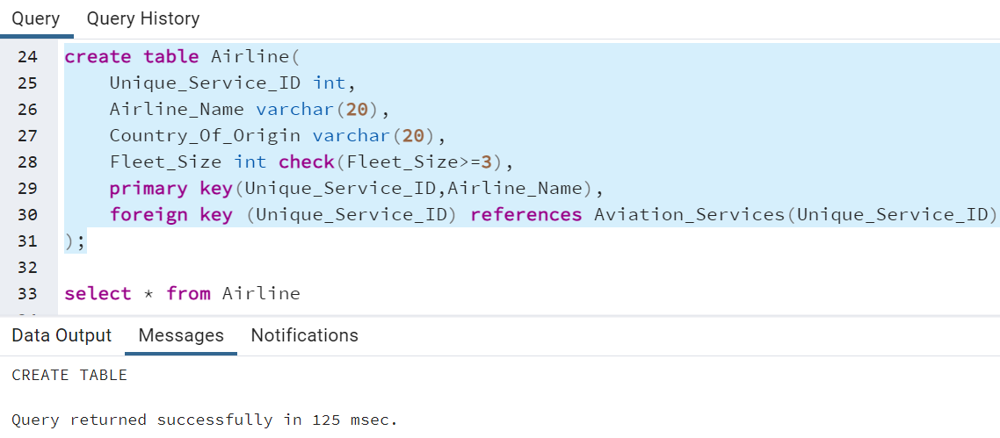 Query Query History
24 create table Airline(
25 Unique_Service_ID int,
26 Airline_Name varchar(20),
27 Country_Of_Origin varchar(20),
28 Fleet_Size int check(Fleet_Size>=3),
29 primary key(Unique_Service_ID,Airline_Name),
30 foreign key (Unique_Service_ID) references Aviation_Services(Unique_Service_ID)
31 );
32
33 select * from Airline
Data Output Messages Notifications
CREATE TABLE
Query returned successfully in 125 msec.